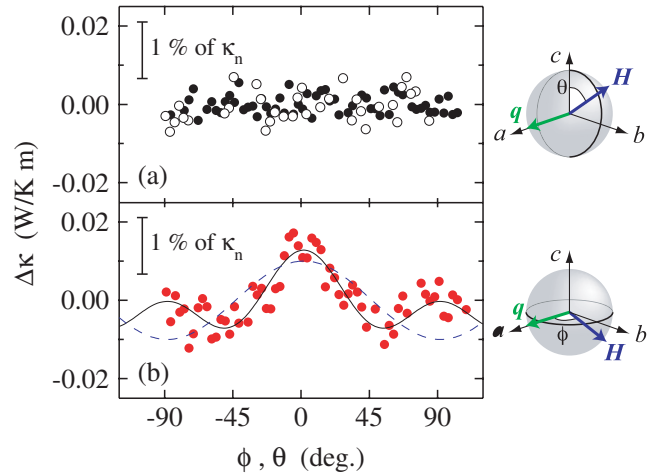 0.02
1 % of κn
0.00
-0.02
(a)
c
θ
H
q
a
b
Δκ (W/K m)
0.02
1 % of κn
0.00
-0.02
(b)
c
q
a
b
ϕ
H
-90
-45
0
45
90
ϕ , θ (deg.)